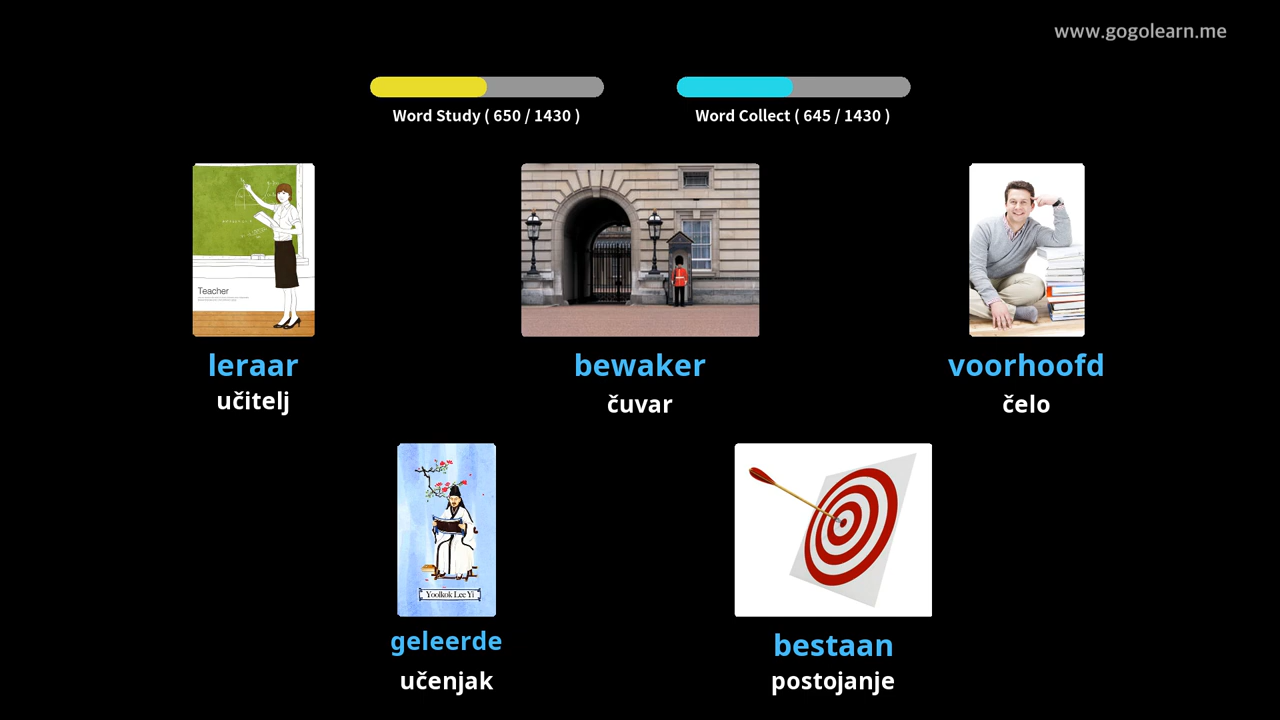 www.gogolearn.me
Word Study ( 650 / 1430 )
Word Collect ( 645 / 1430 )
Teacher
leraar
učitelj
bewaker
čuvar
voorhoofd
čelo
Yoolkok Lee Yi
geleerde
učenjak
bestaan
postojanje